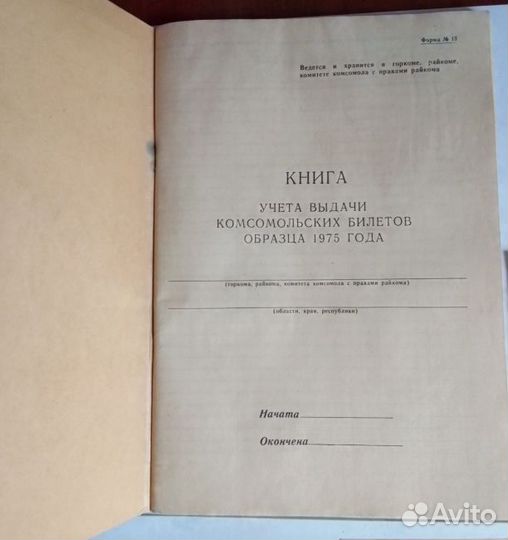 Форма № 13
Ведется и хранится в горкоме, райкоме,
комитете комсомола с правами райкома
КНИГА
УЧЕТА ВЫДАЧИ
КОМСОМОЛЬСКИХ БИЛЕТОВ
ОБРАЗЦА 1975 ГОДА
(горкома, райкома, комитета комсомола с правами райкома)
(области, края, республики)
Начата
Окончена
Avito